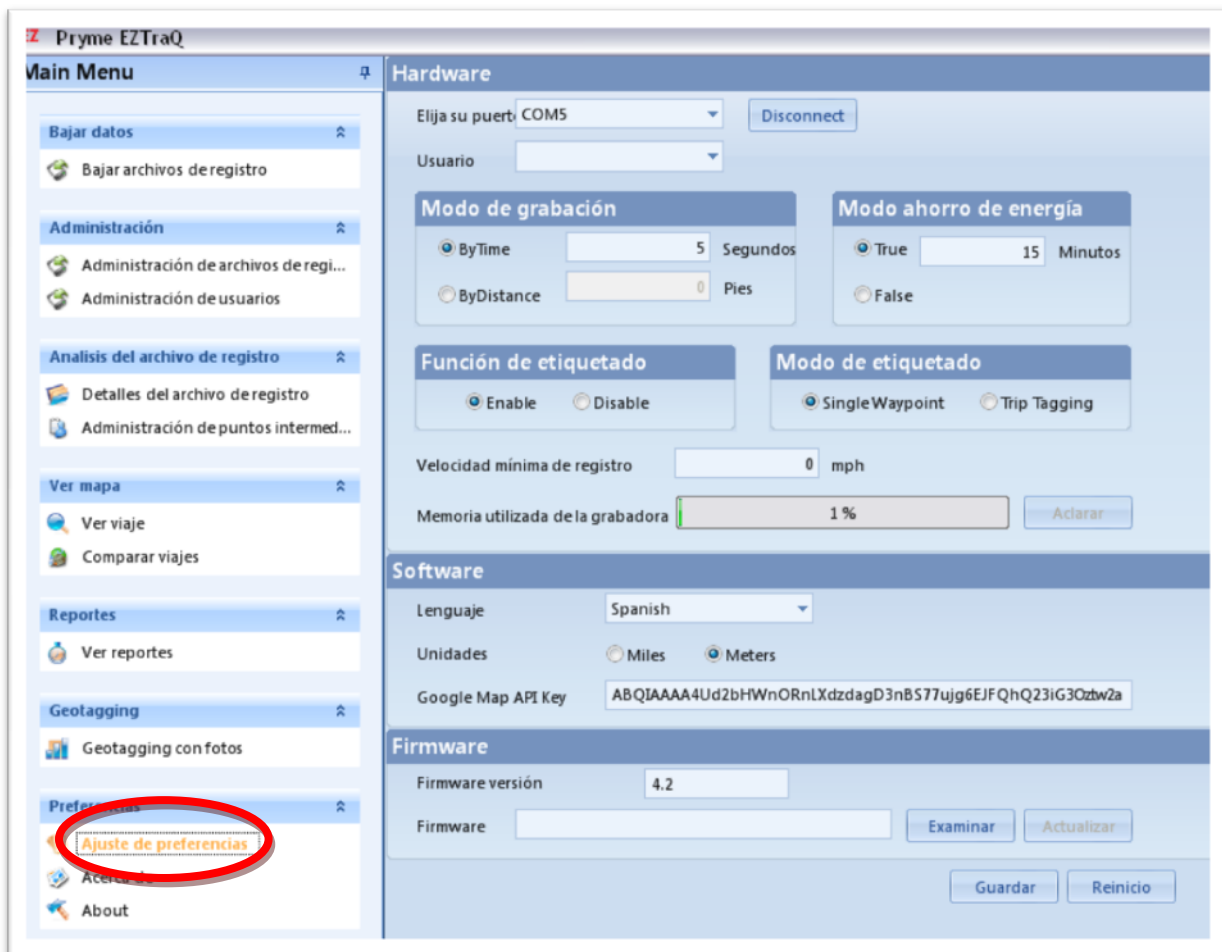 EZ Pryme EZTraQ
Main Menu
Bajar datos
Bajar archivos de registro
Administración
Administración de archivos de regi...
Administración de usuarios
Analisis del archivo de registro
Detalles del archivo de registro
Administración de puntos intermed...
Ver mapa
Ver viaje
Comparar viajes
Reportes
Ver reportes
Geotagging
Geotagging con fotos
Preferencias
Ajuste de preferencias
Acerca de
About
Hardware
Elija su puert COM5 Disconnect
Usuario
Modo de grabación
ByTime 5 Segundos
ByDistance 0 Pies
Modo ahorro de energía
True 15 Minutos
False
Función de etiquetado
Enable Disable
Modo de etiquetado
Single Waypoint Trip Tagging
Velocidad mínima de registro 0 mph
Memoria utilizada de la grabadora 1 % Aclarar
Software
Lenguaje Spanish
Unidades Miles Meters
Google Map API Key ABQIAAAA4Ud2bHWnORnLXdzdagD3nBS77ujg6EJFQhQ23iG3Oztw2a
Firmware
Firmware versión 4.2
Firmware Examinar Actualizar
Guardar Reinicio